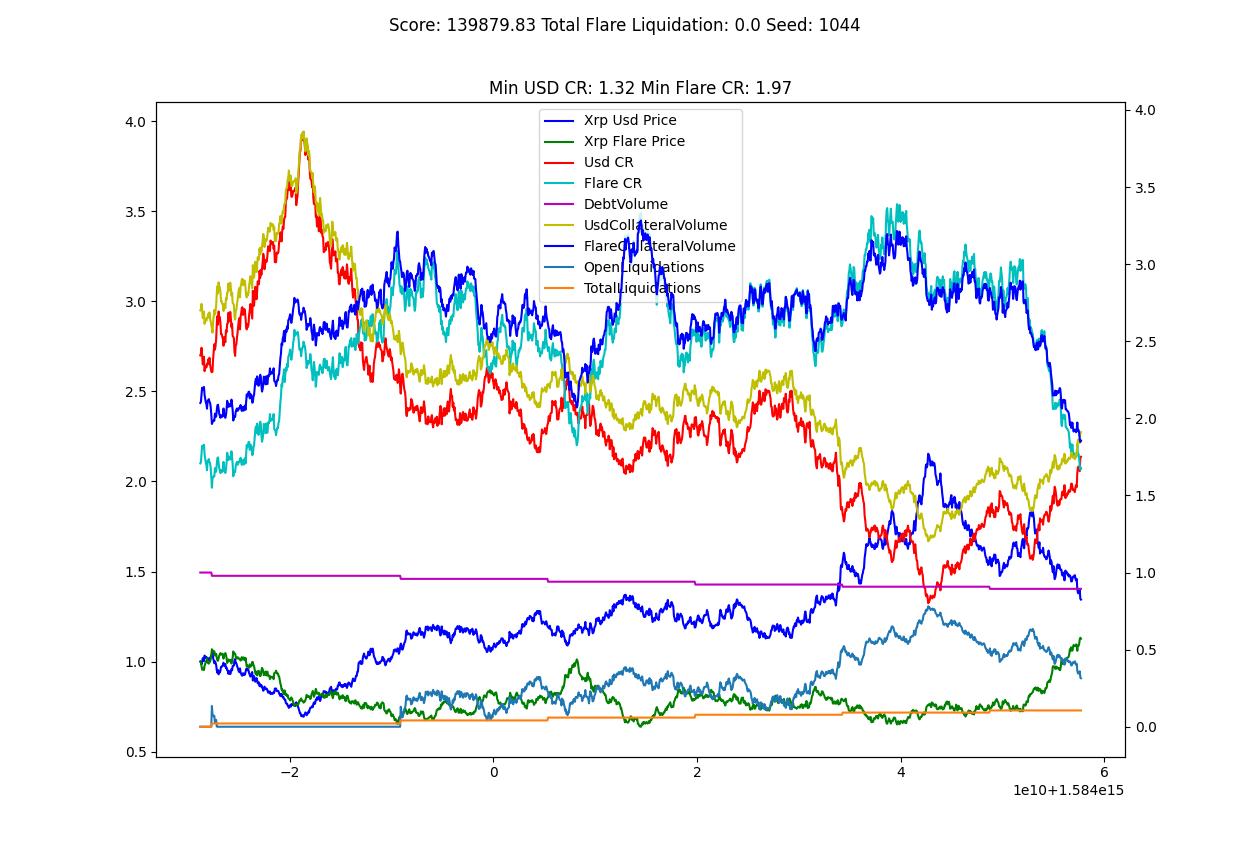 Score: 139879.83 Total Flare Liquidation: 0.0 Seed: 1044
Min USD CR: 1.32 Min Flare CR: 1.97
4.0
3.5
3.0
2.5
2.0
1.5
1.0
0.5
Xrp Usd Price
Xrp Flare Price
Usd CR
Flare CR
DebtVolume
UsdCollateralVolume
FlareCollateralVolume
OpenLiquidations
TotalLiquidations
4.0
3.5
3.0
2.5
2.0
1.5
1.0
0.5
0.0
−2 0 2 4 6
1e10+1.584e15